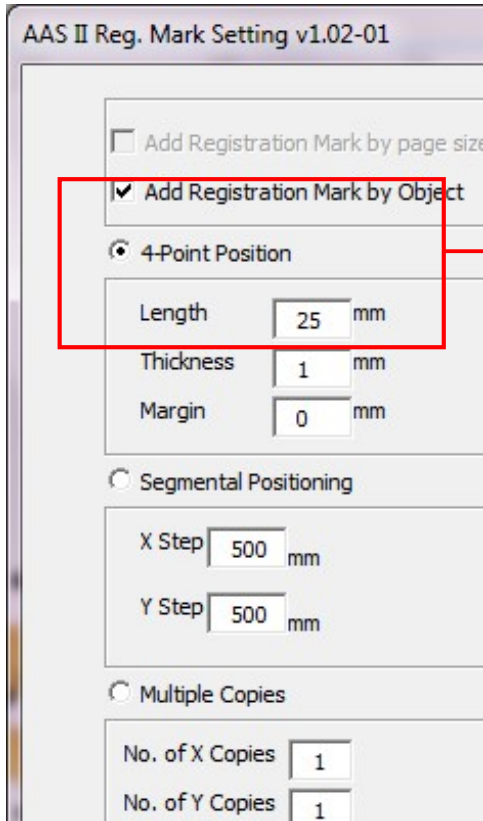 AAS II Reg. Mark Setting v1.02-01
Add Registration Mark by page size
Add Registration Mark by Object
4-Point Position
Length 25 mm
Thickness 1 mm
Margin 0 mm
Segmental Positioning
X Step 500 mm
Y Step 500 mm
Multiple Copies
No. of X Copies 1
No. of Y Copies 1